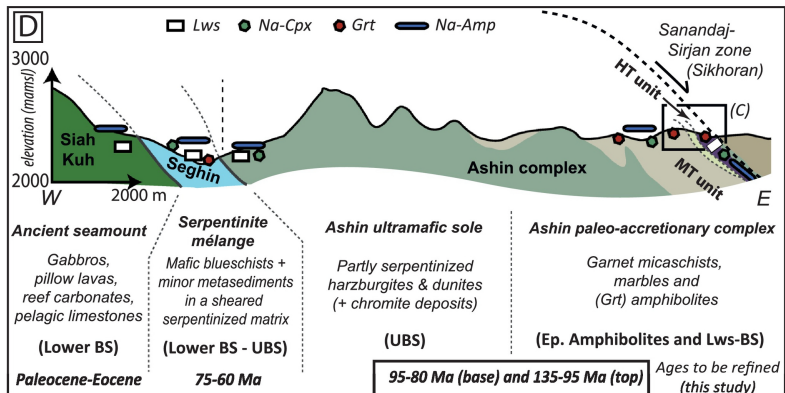 D
Lws Na-Cpx Grt Na-Amp
3000
elevation (mamsl)
2000
W
2000 m
E
Siah
Kuh
Seghin
Ashin complex
HT unit
MT unit
(C)
Sanandaj-
Sirjan zone
(Sikhoran)
Ancient seamount
Gabbros,
pillow lavas,
reef carbonates,
pelagic limestones
(Lower BS)
Paleocene-Eocene
Serpentinite
mélange
Mafic blueschists +
minor metasediments
in a sheared
serpentinized matrix
(Lower BS - UBS)
75-60 Ma
Ashin ultramafic sole
Partly serpentinized
harzburgites & dunites
(+ chromite deposits)
(UBS)
Ashin paleo-accretionary complex
Garnet micaschists,
marbles and
(Grt) amphibolites
(Ep. Amphibolites and Lws-BS)
95-80 Ma (base) and 135-95 Ma (top)
Ages to be refined
(this study)